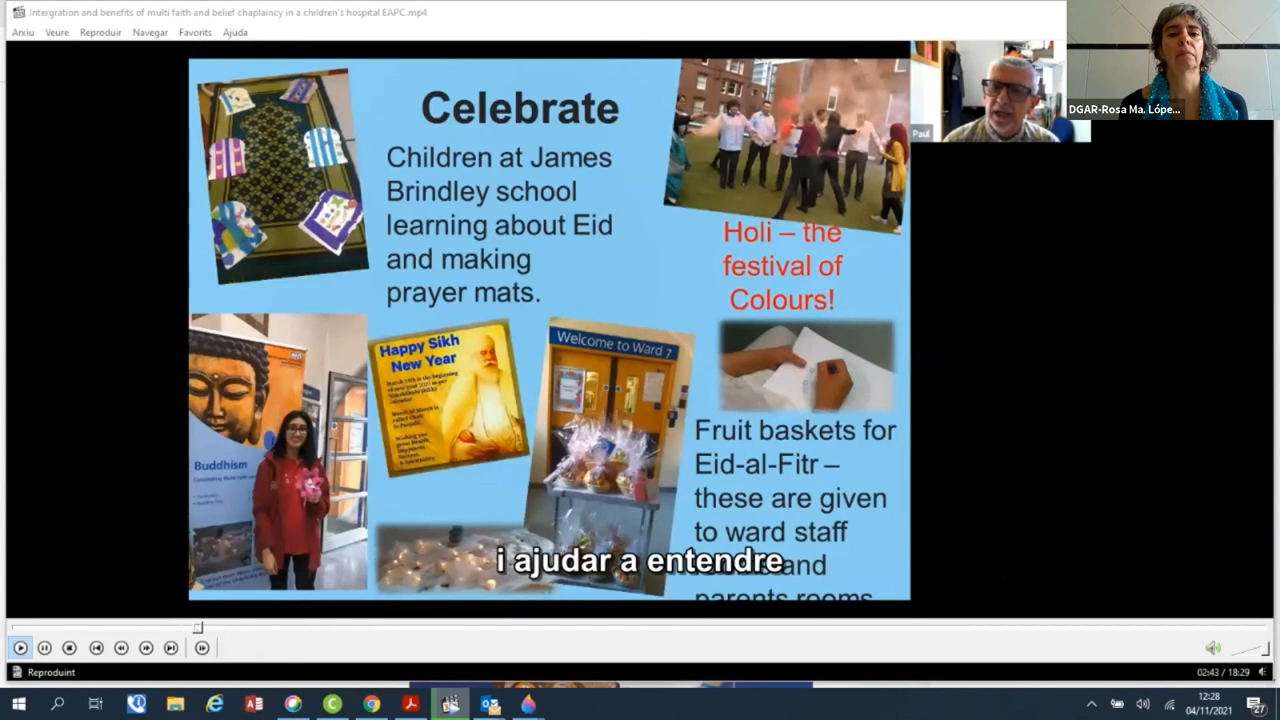 Intergration and benefits of multi faith and belief chaplaincy in a children's hospital EAPC.mp4
Arxiu Veure Reproduir Navegar Favorits Ajuda
DGAR-Rosa Ma. Lópe...
Paul
Celebrate
Children at James
Brindley school
learning about Eid
and making
prayer mats.
Holi – the
festival of
Colours!
Happy Sikh
New Year
Buddhism
Welcome to Ward 7
Fruit baskets for
Eid-al-Fitr –
these are given
to ward staff
and
parents rooms
i ajudar a entendre
Reproduint
02:43 / 18:29
12:28
04/11/2021
27